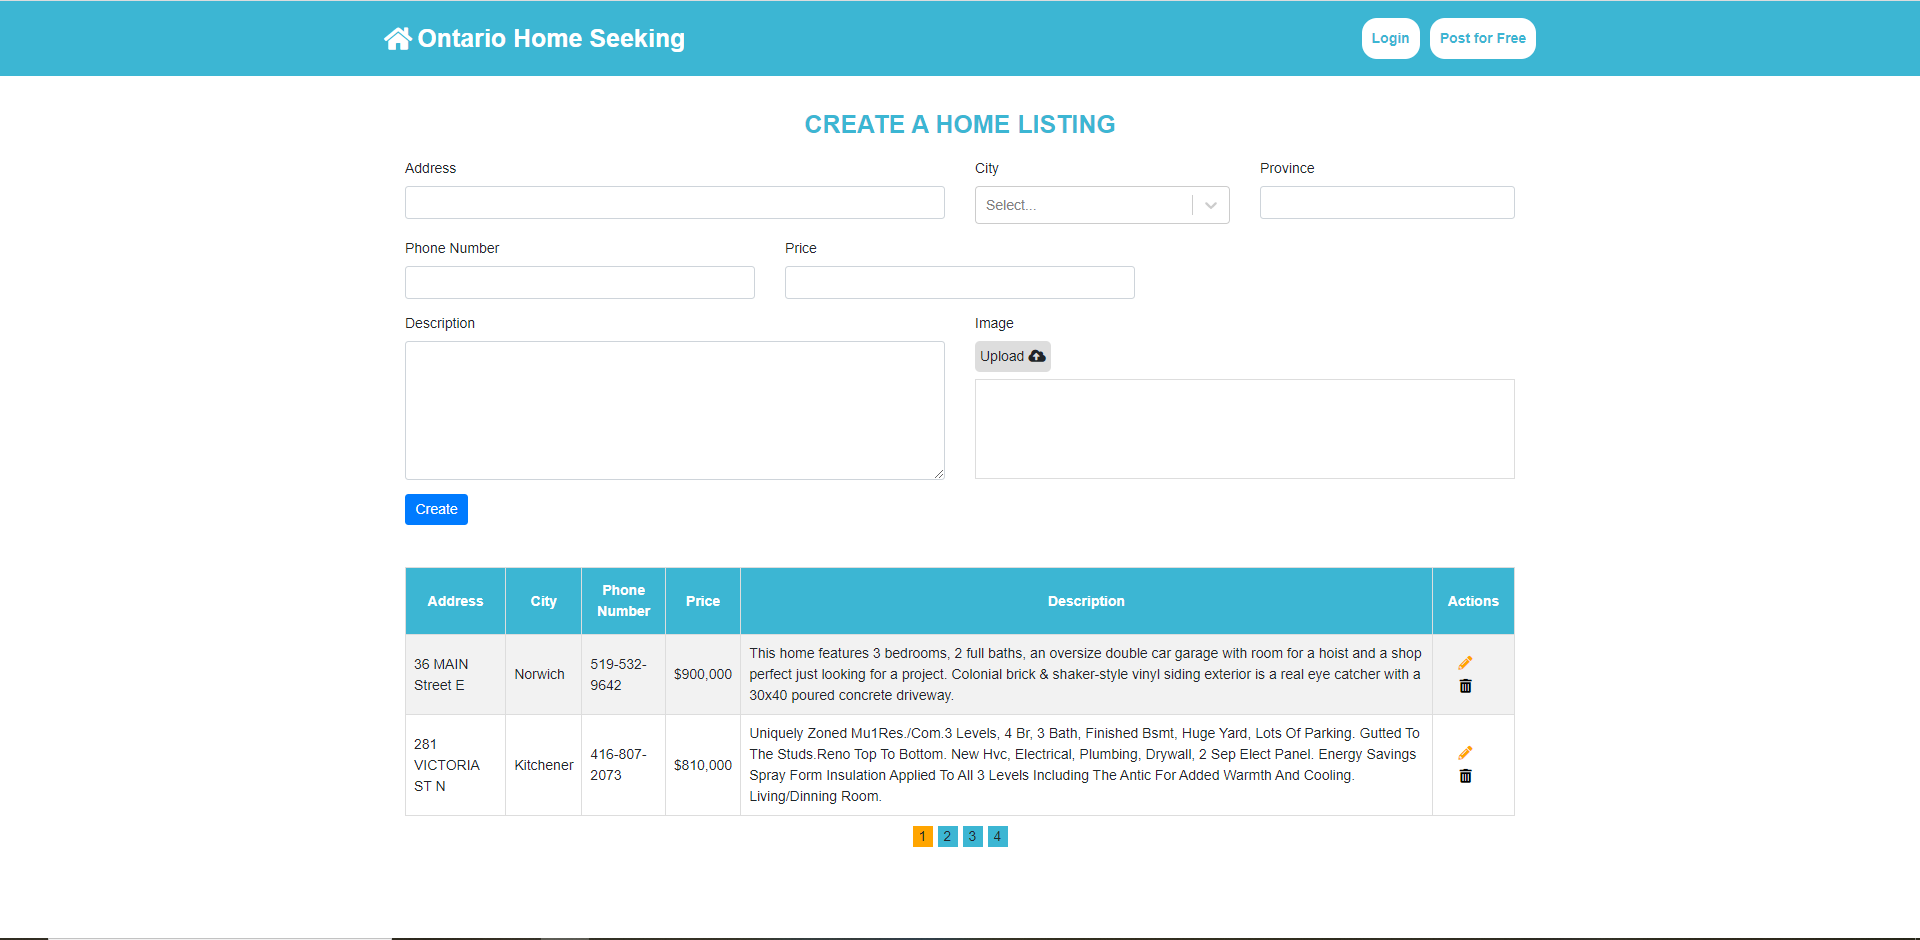 Ontario Home Seeking
Login
Post for Free
CREATE A HOME LISTING
Address
City
Province
Select...
Phone Number
Price
Description
Image
Upload
Create
Address
City
Phone
Number
Price
Description
Actions
36 MAIN
Street E
Norwich
519-532-
9642
$900,000
This home features 3 bedrooms, 2 full baths, an oversize double car garage with room for a hoist and a shop
perfect just looking for a project. Colonial brick & shaker-style vinyl siding exterior is a real eye catcher with a
30x40 poured concrete driveway.
281
VICTORIA
ST N
Kitchener
416-807-
2073
$810,000
Uniquely Zoned Mu1Res./Com.3 Levels, 4 Br, 3 Bath, Finished Bsmt, Huge Yard, Lots Of Parking. Gutted To
The Studs.Reno Top To Bottom. New Hvc, Electrical, Plumbing, Drywall, 2 Sep Elect Panel. Energy Savings
Spray Form Insulation Applied To All 3 Levels Including The Antic For Added Warmth And Cooling.
Living/Dinning Room.
1 2 3 4